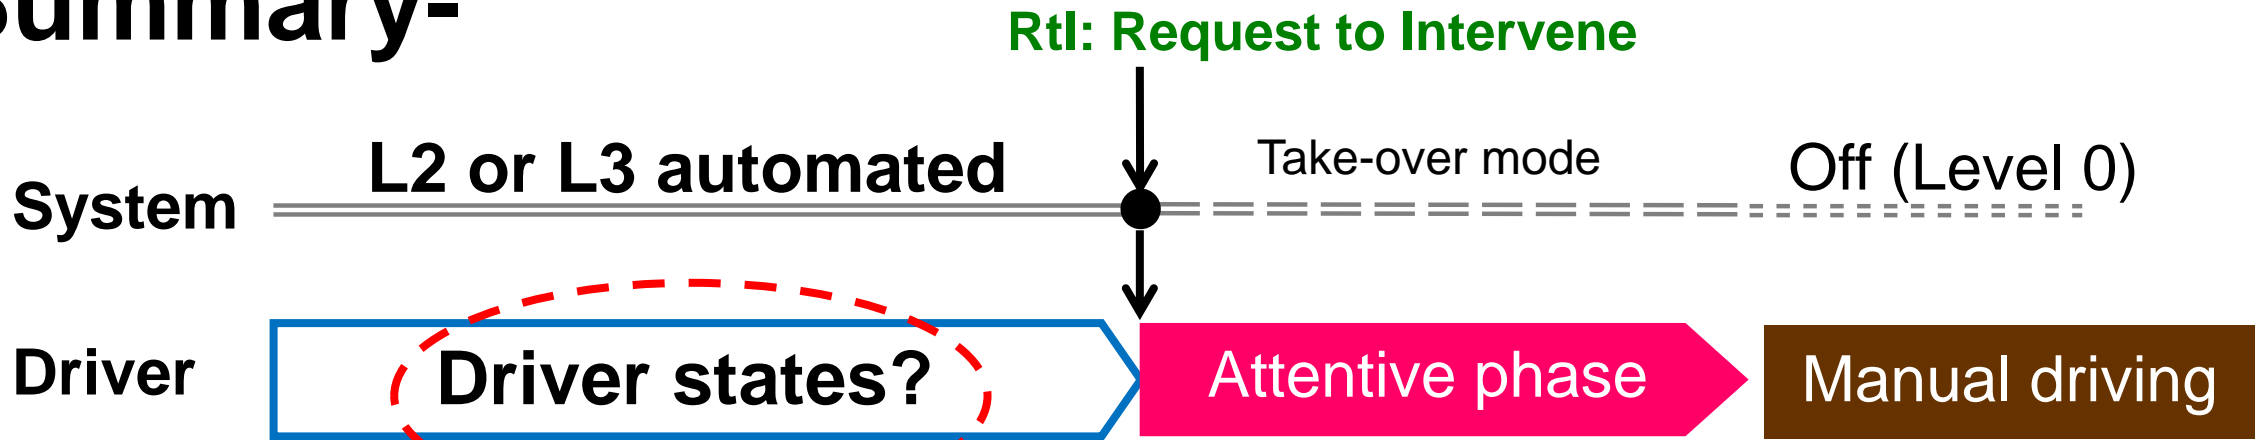 Summary-
RtI: Request to Intervene
L2 or L3 automated
Take-over mode
Off (Level 0)
System
Driver
Driver states?
Attentive phase
Manual driving